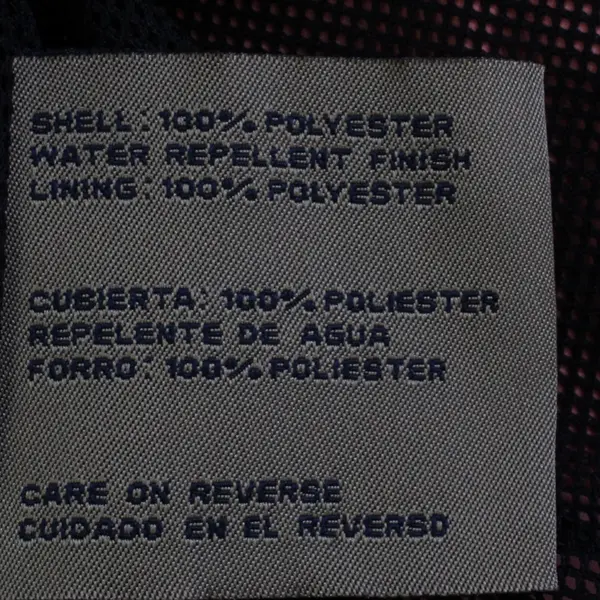 SHELL: 100% POLYESTER
WATER REPELLENT FINISH
LINING: 100% POLYESTER
CUBIERTA: 100% POLIESTER
REPELENTE DE AGUA
FORRO: 100% POLIESTER
CARE ON REVERSE
CUIDADO EN EL REVERSO